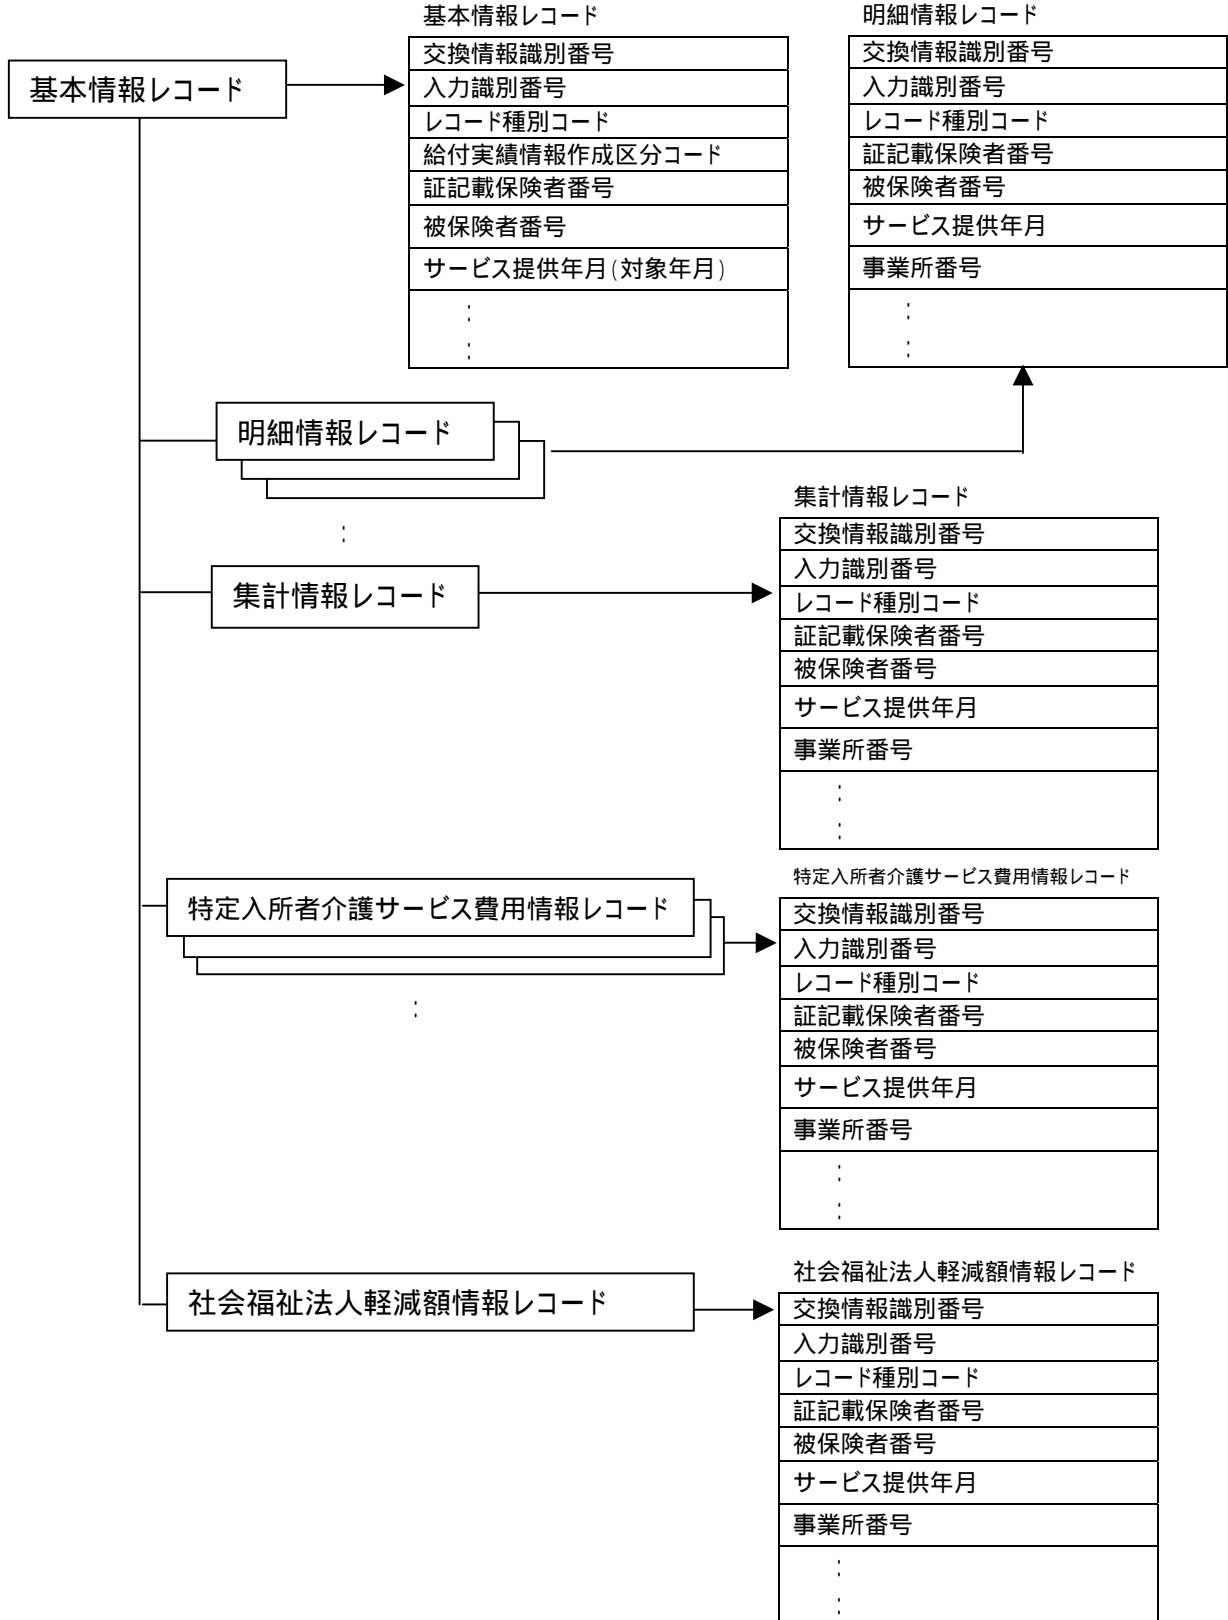 基本情報レコード
基本情報レコード
交換情報識別番号
入力識別番号
レコード種別コード
給付実績情報作成区分コード
証記載保険者番号
被保険者番号
サービス提供年月(対象年月)
:
:
明細情報レコード
交換情報識別番号
入力識別番号
レコード種別コード
証記載保険者番号
被保険者番号
サービス提供年月
事業所番号
:
:
明細情報レコード
:
集計情報レコード
集計情報レコード
交換情報識別番号
入力識別番号
レコード種別コード
証記載保険者番号
被保険者番号
サービス提供年月
事業所番号
:
:
特定入所者介護サービス費用情報レコード
:
特定入所者介護サービス費用情報レコード
交換情報識別番号
入力識別番号
レコード種別コード
証記載保険者番号
被保険者番号
サービス提供年月
事業所番号
:
:
社会福祉法人軽減額情報レコード
社会福祉法人軽減額情報レコード
交換情報識別番号
入力識別番号
レコード種別コード
証記載保険者番号
被保険者番号
サービス提供年月
事業所番号
:
: